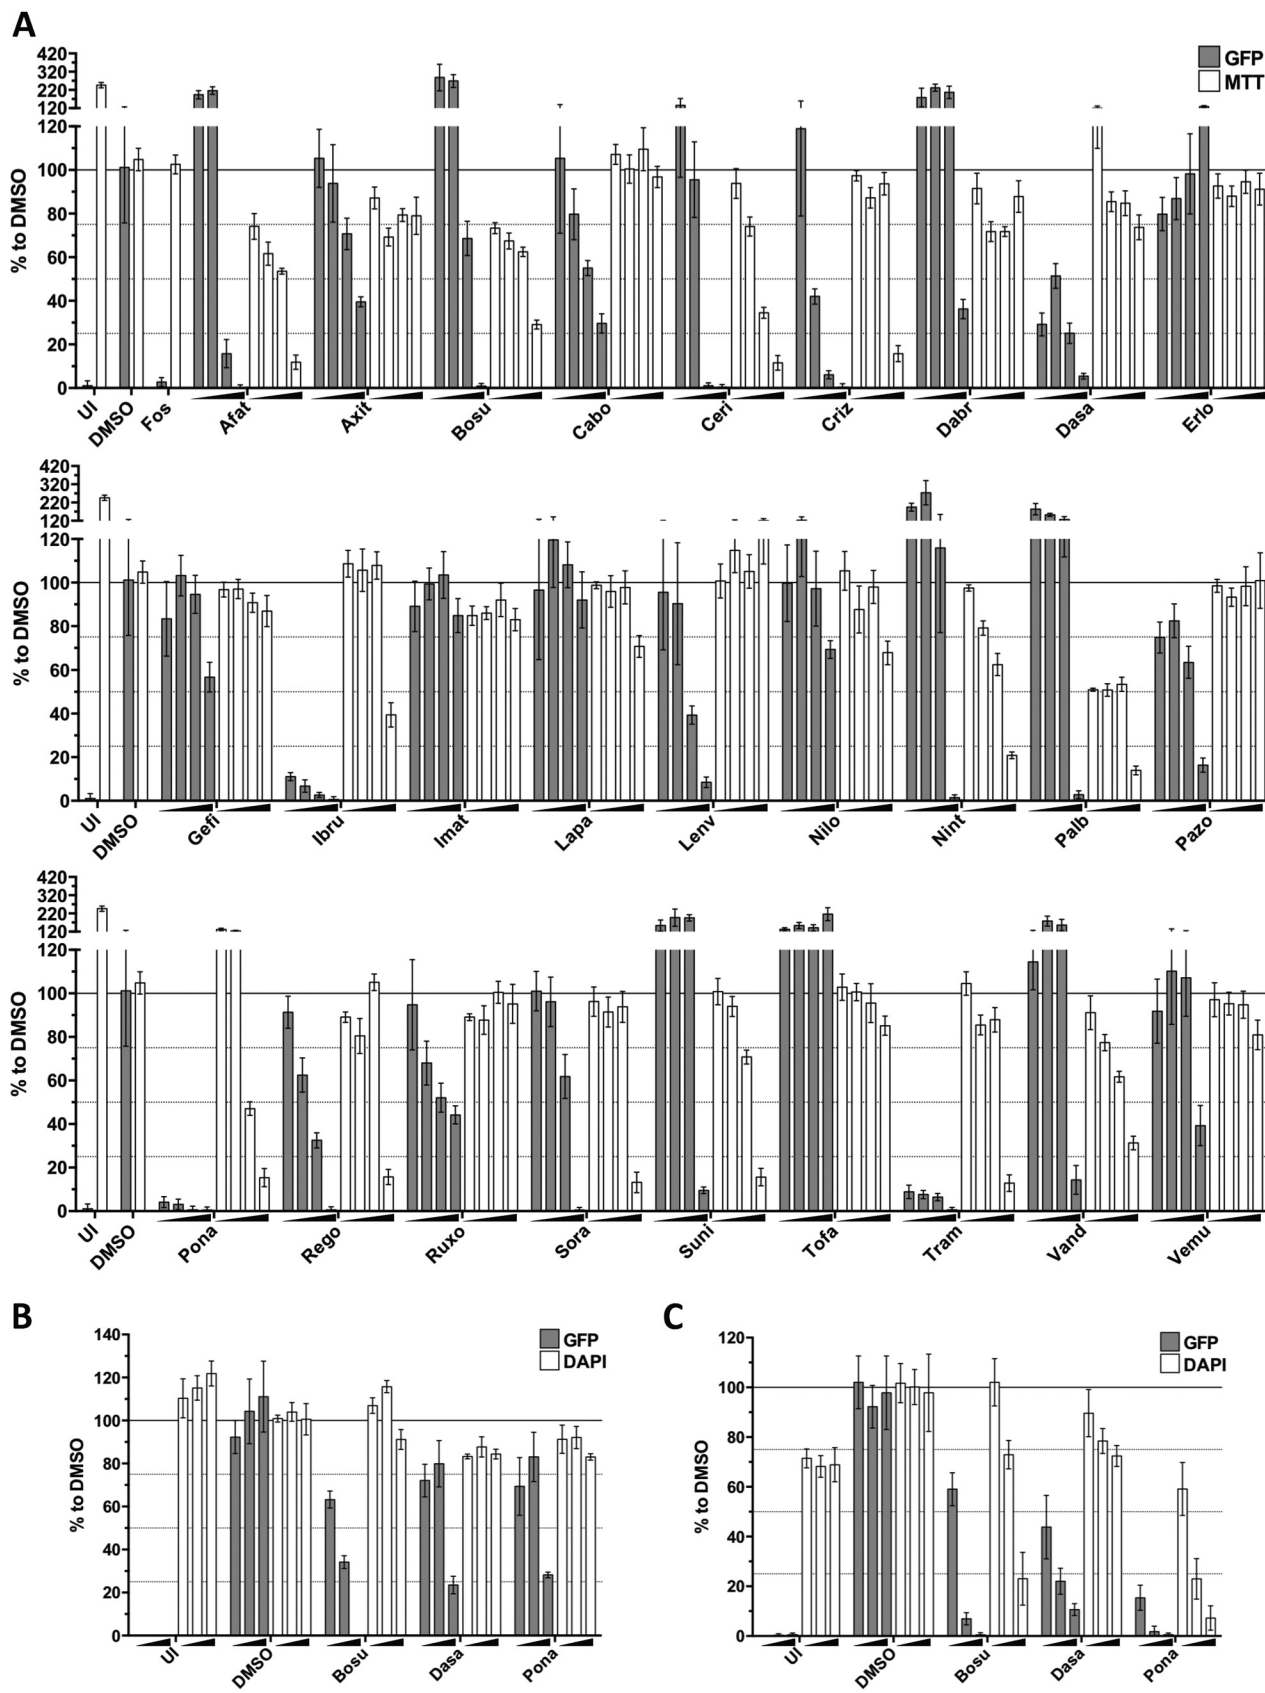 A
420
320
220
120
120
100
80
60
40
20
0
% to DMSO
GFP
MTT
UI DMSO Fos Afat Axit Bosu Cabo Ceri Criz Dabr Dasa Erlo
420
320
220
120
120
100
80
60
40
20
0
% to DMSO
UI DMSO Gefi Ibru Imat Lapa Lenv Nilo Nint Palb Pazo
420
320
220
120
120
100
80
60
40
20
0
% to DMSO
UI DMSO Pona Rego Ruxo Sora Suni Tofa Tram Vand Vemu
B
140
120
100
80
60
40
20
0
% to DMSO
GFP
DAPI
UI DMSO Bosu Dasa Pona
C
120
100
80
60
40
20
0
% to DMSO
GFP
DAPI
UI DMSO Bosu Dasa Pona